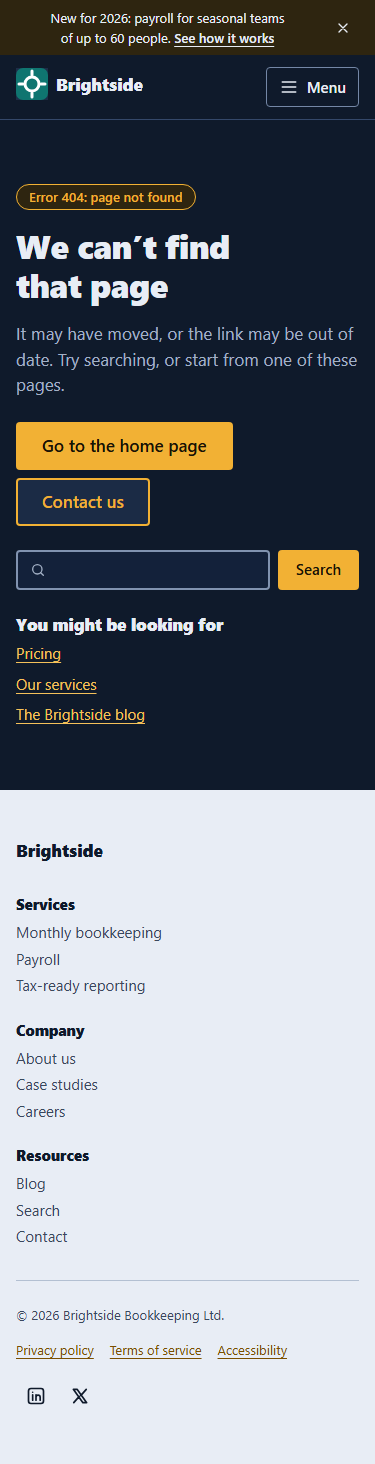 New for 2026: payroll for seasonal teams
of up to 60 people. See how it works
Brightside
Menu
Error 404: page not found
We can’t find
that page
It may have moved, or the link may be out of
date. Try searching, or start from one of these
pages.
Go to the home page
Contact us
Search
You might be looking for
Pricing
Our services
The Brightside blog
Brightside
Services
Monthly bookkeeping
Payroll
Tax-ready reporting
Company
About us
Case studies
Careers
Resources
Blog
Search
Contact
© 2026 Brightside Bookkeeping Ltd.
Privacy policy Terms of service Accessibility